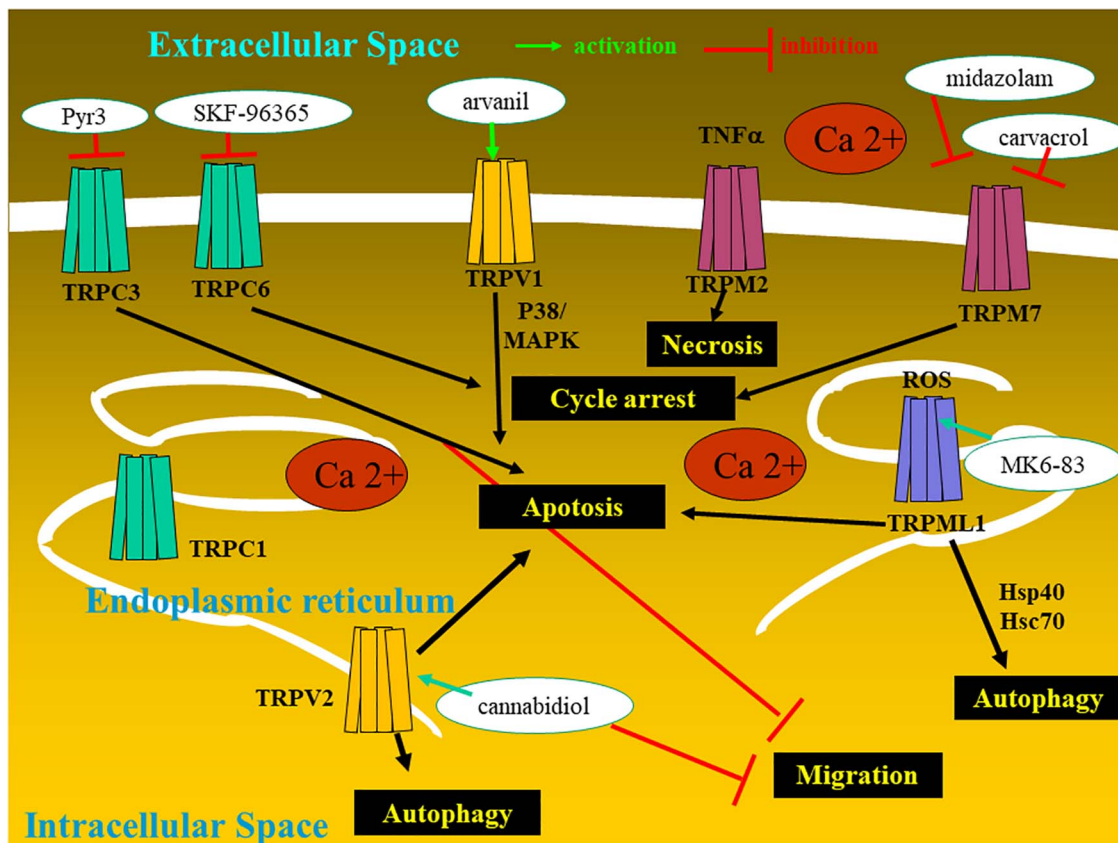 Extracellular Space
activation
inhibition
midazolam
Pyr3
SKF-96365
arvanil
TNFα
Ca 2+
carvacrol
TRPC3
TRPC6
TRPV1
TRPM2
TRPM7
P38/
MAPK
Necrosis
Cycle arrest
ROS
Ca 2+
Ca 2+
MK6-83
Apotosis
TRPC1
TRPML1
Endoplasmic reticulum
Hsp40
Hsc70
TRPV2
cannabidiol
Autophagy
Migration
Autophagy
Intracellular Space